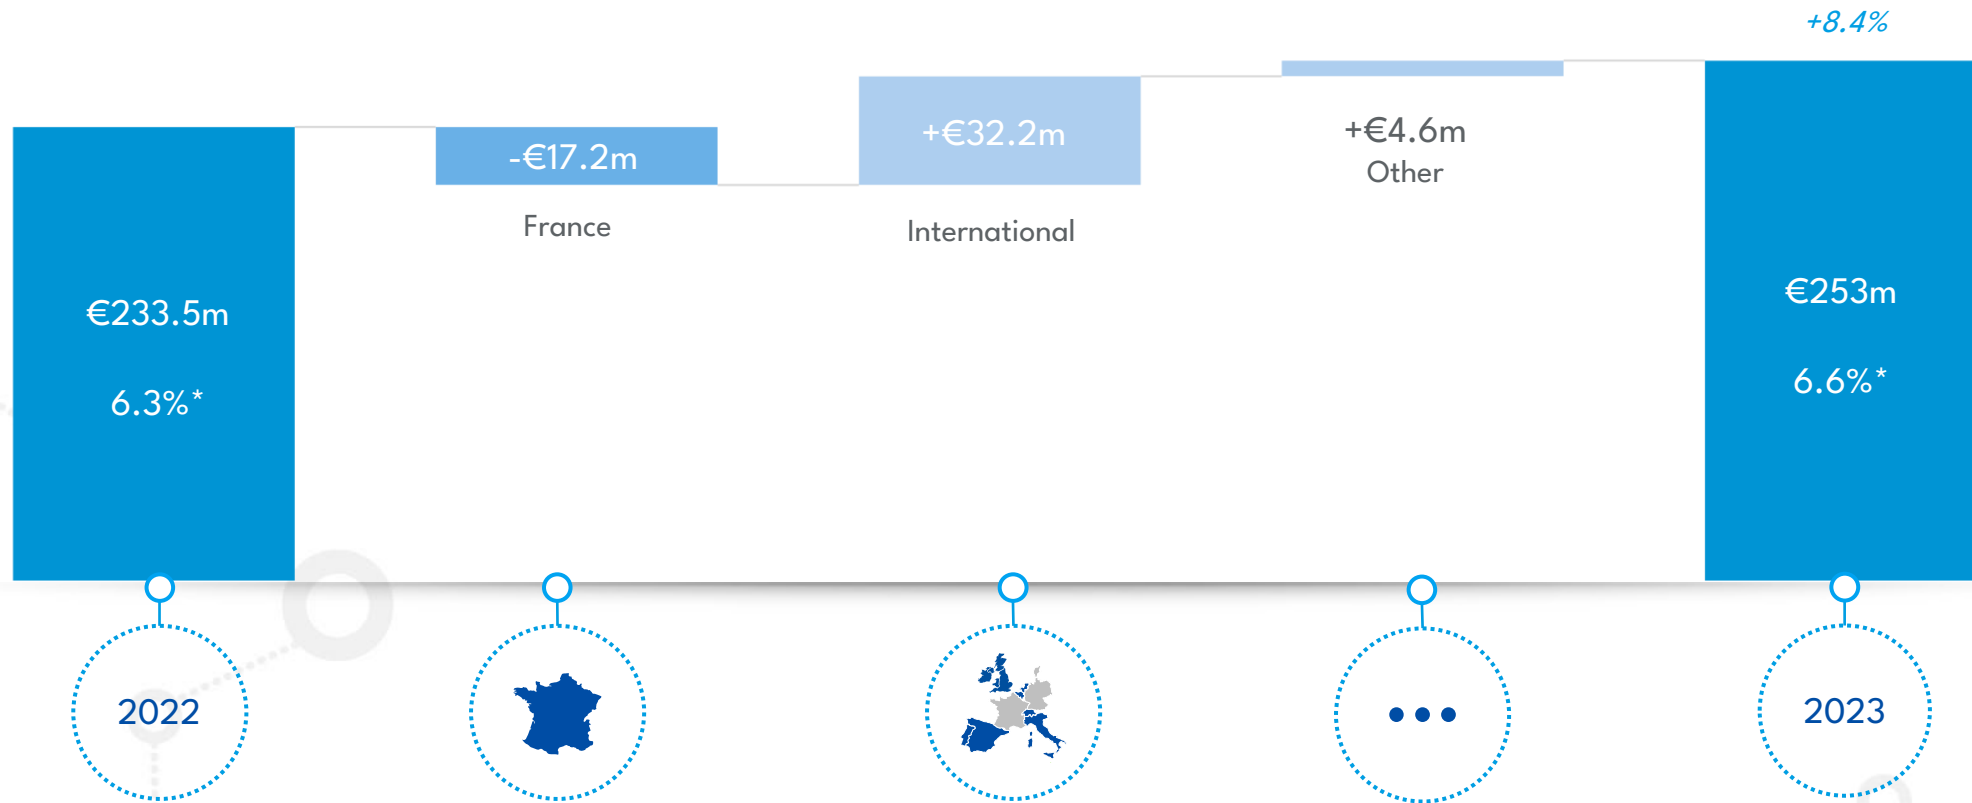 +8.4%
-€17.2m
France
+€32.2m
International
+€4.6m
Other
€233.5m
6.3%*
€253m
6.6%*
2022
2023